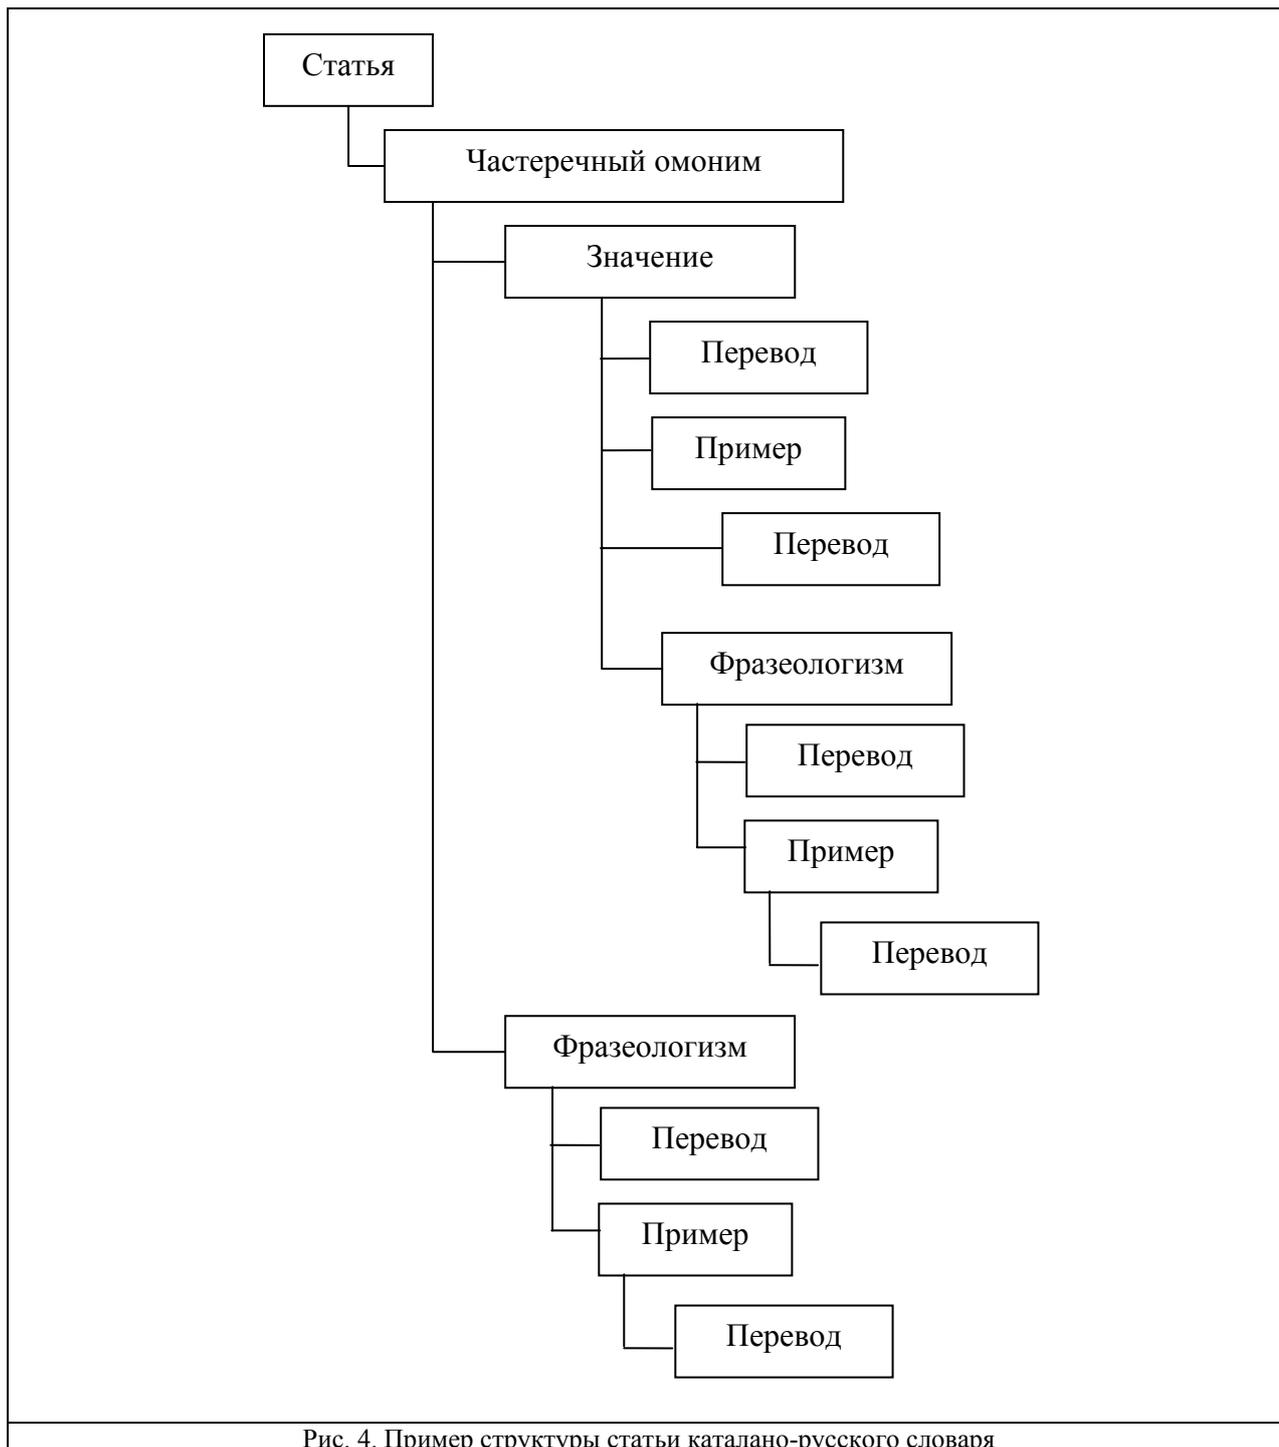 Статья
Частеречный омоним
Значение
Перевод
Пример
Перевод
Фразеологизм
Перевод
Пример
Перевод
Фразеологизм
Перевод
Пример
Перевод
Рис. 4. Пример структуры статьи каталано-русского словаря